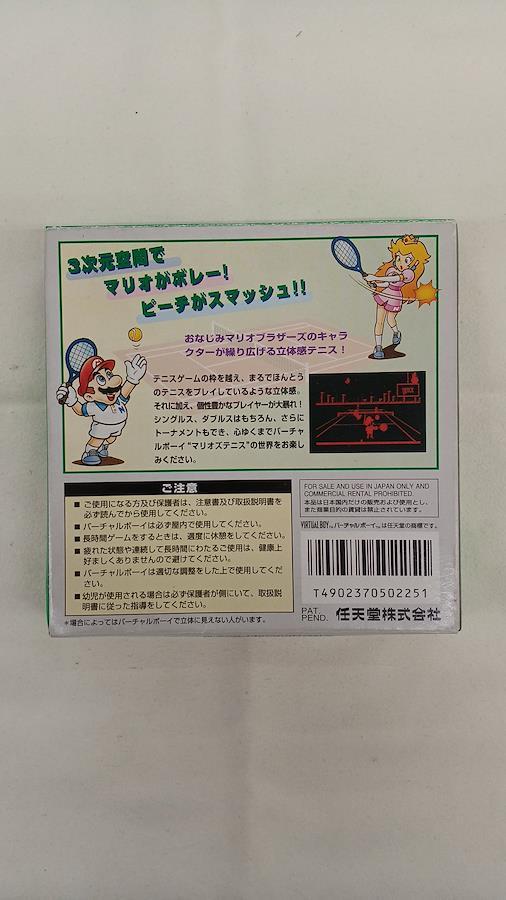 3次元空間で
マリオがボレー!
ピーチがスマッシュ!!
おなじみマリオブラザーズのキャラ
クターが繰り広げる立体感テニス!
テニスゲームの枠を越え、まるでほんとう
のテニスをプレイしているような立体感。
それに加え、個性豊かなプレイヤーが大暴れ!
シングルス、ダブルスはもちろん、さらに
トーナメントもでき、心ゆくまでバーチャ
ルボーイ"マリオズテニス"の世界をお楽し
みください。
ご注意
■ ご使用になる方及び保護者は、注意書及び取扱説明書を
必ず読んでから使用してください。
■ バーチャルボーイは必ず屋内で使用してください。
■ 長時間ゲームをするときは、適度に休憩をしてください。
■ 疲れた状態や連続して長時間にわたるご使用は、健康上
好ましくありませんので避けてください。
■ バーチャルボーイは適切な調整をした上で使用してくだ
さい。
■ 幼児が使用される場合は必ず保護者が側にいて、取扱説
明書に従った指導をしてください。
*場合によってはバーチャルボーイで立体に見えない人がいます。
FOR SALE AND USE IN JAPAN ONLY AND
COMMERCIAL RENTAL PROHIBITED.
本品は日本国内だけの販売および使用とし、
また商業目的の賃貸は禁止されています。
VIRTUAL BOY™、バーチャルボーイ™は任天堂の商標です。
T4902370502251
PAT.
PEND.
任天堂株式会社